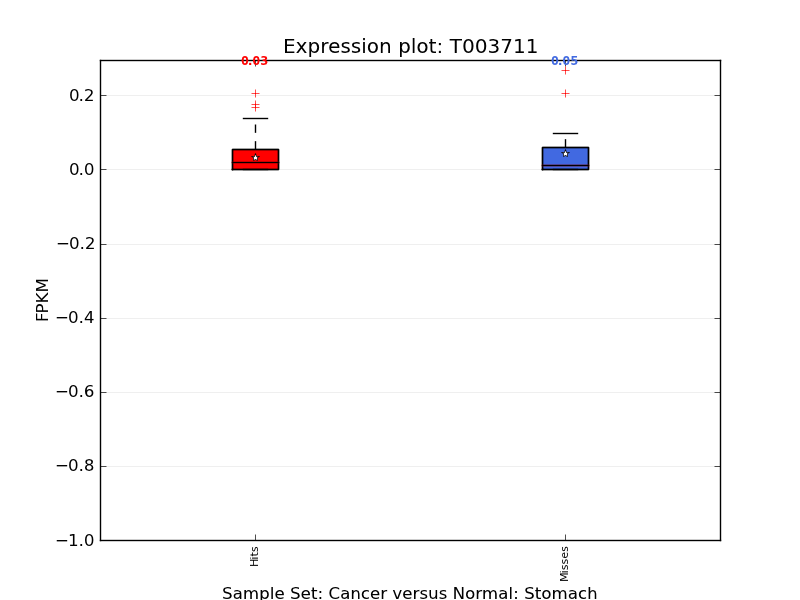 Expression plot: T003711
0.03
0.05
0.2
0.0
−0.2
−0.4
−0.6
−0.8
−1.0
FPKM
Hits
Misses
Sample Set: Cancer versus Normal: Stomach